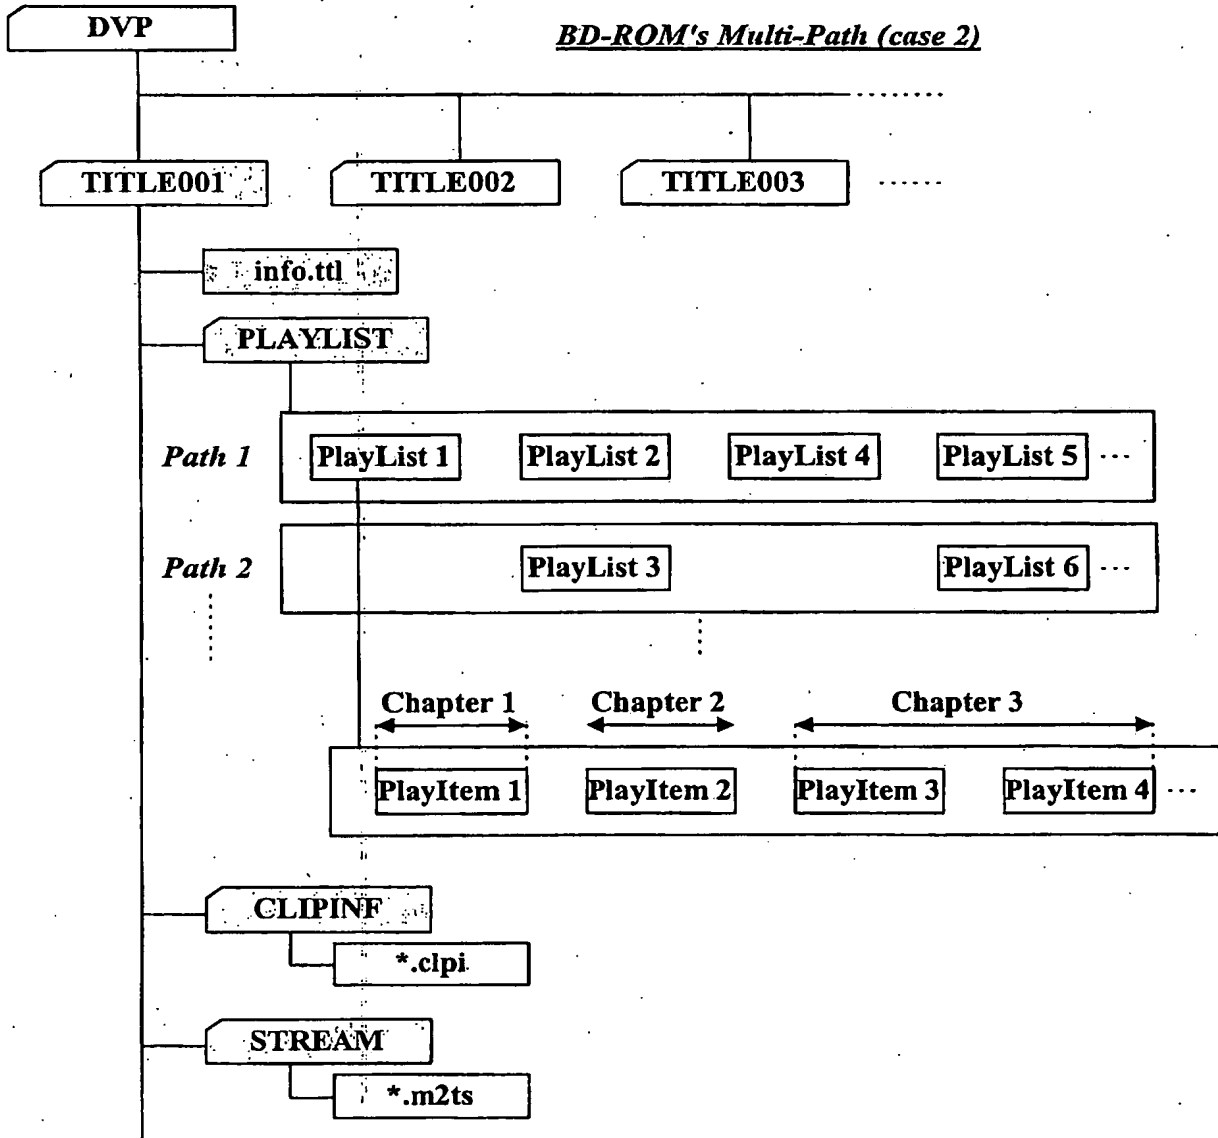 DVP
BD-ROM's Multi-Path (case 2)
TITLE001 TITLE002 TITLE003 ......
info.ttl
PLAYLIST
Path 1 PlayList 1 PlayList 2 PlayList 4 PlayList 5 ...
Path 2 PlayList 3 PlayList 6 ...
Chapter 1 Chapter 2 Chapter 3
PlayItem 1 PlayItem 2 PlayItem 3 PlayItem 4 ...
CLIPINF
*.clpi
STREAM
*.m2ts